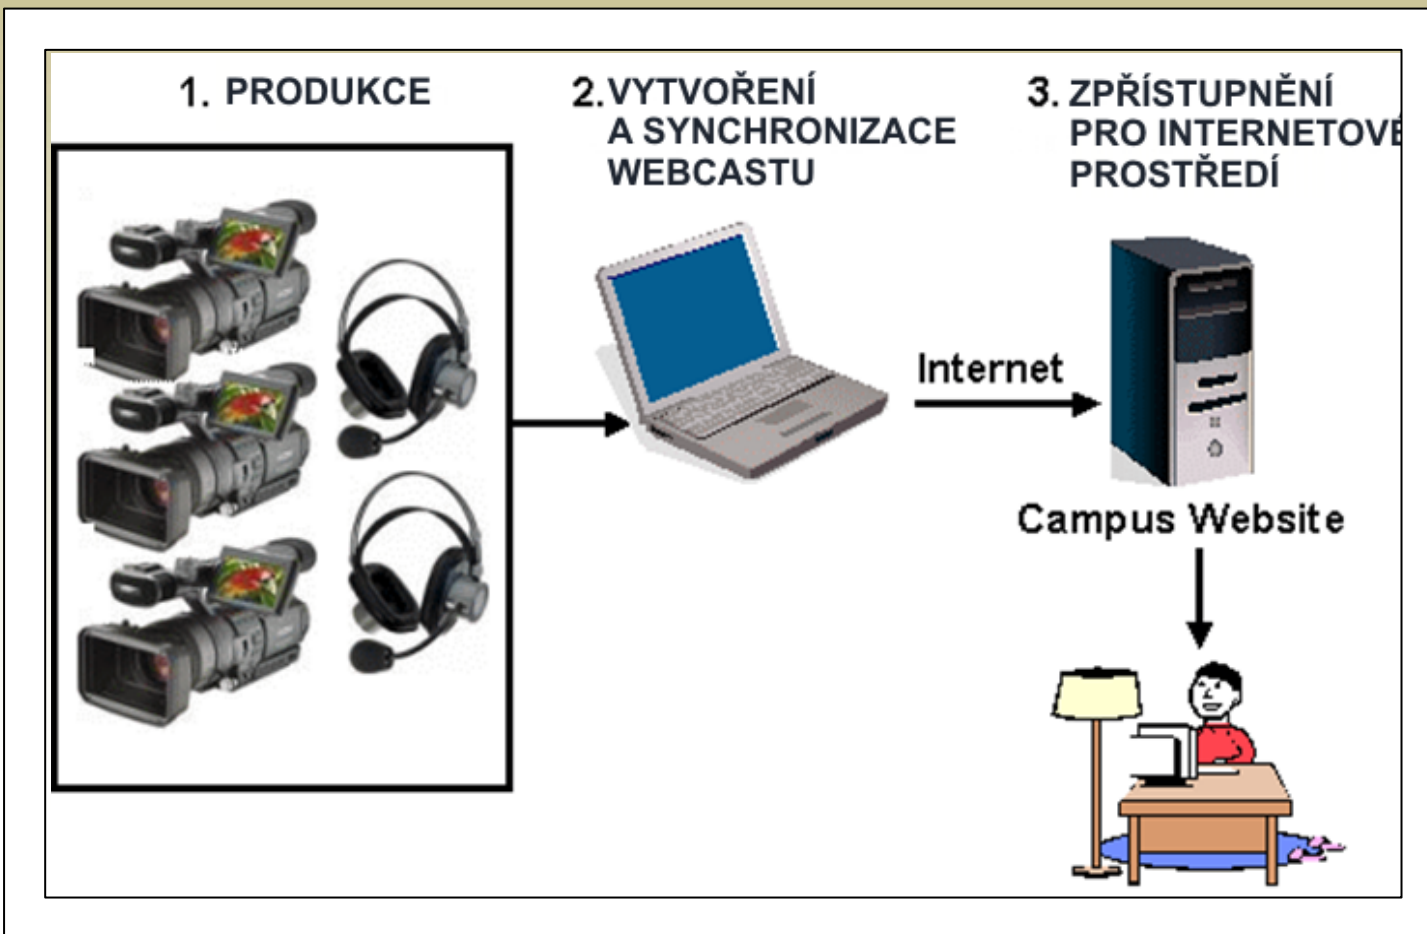 1. PRODUKCE
2. VYTVOŘENÍ
A SYNCHRONIZACE
WEBCASTU
3. ZPŘÍSTUPNĚNÍ
PRO INTERNETOVÉ
PROSTŘEDÍ
Internet
Campus Website